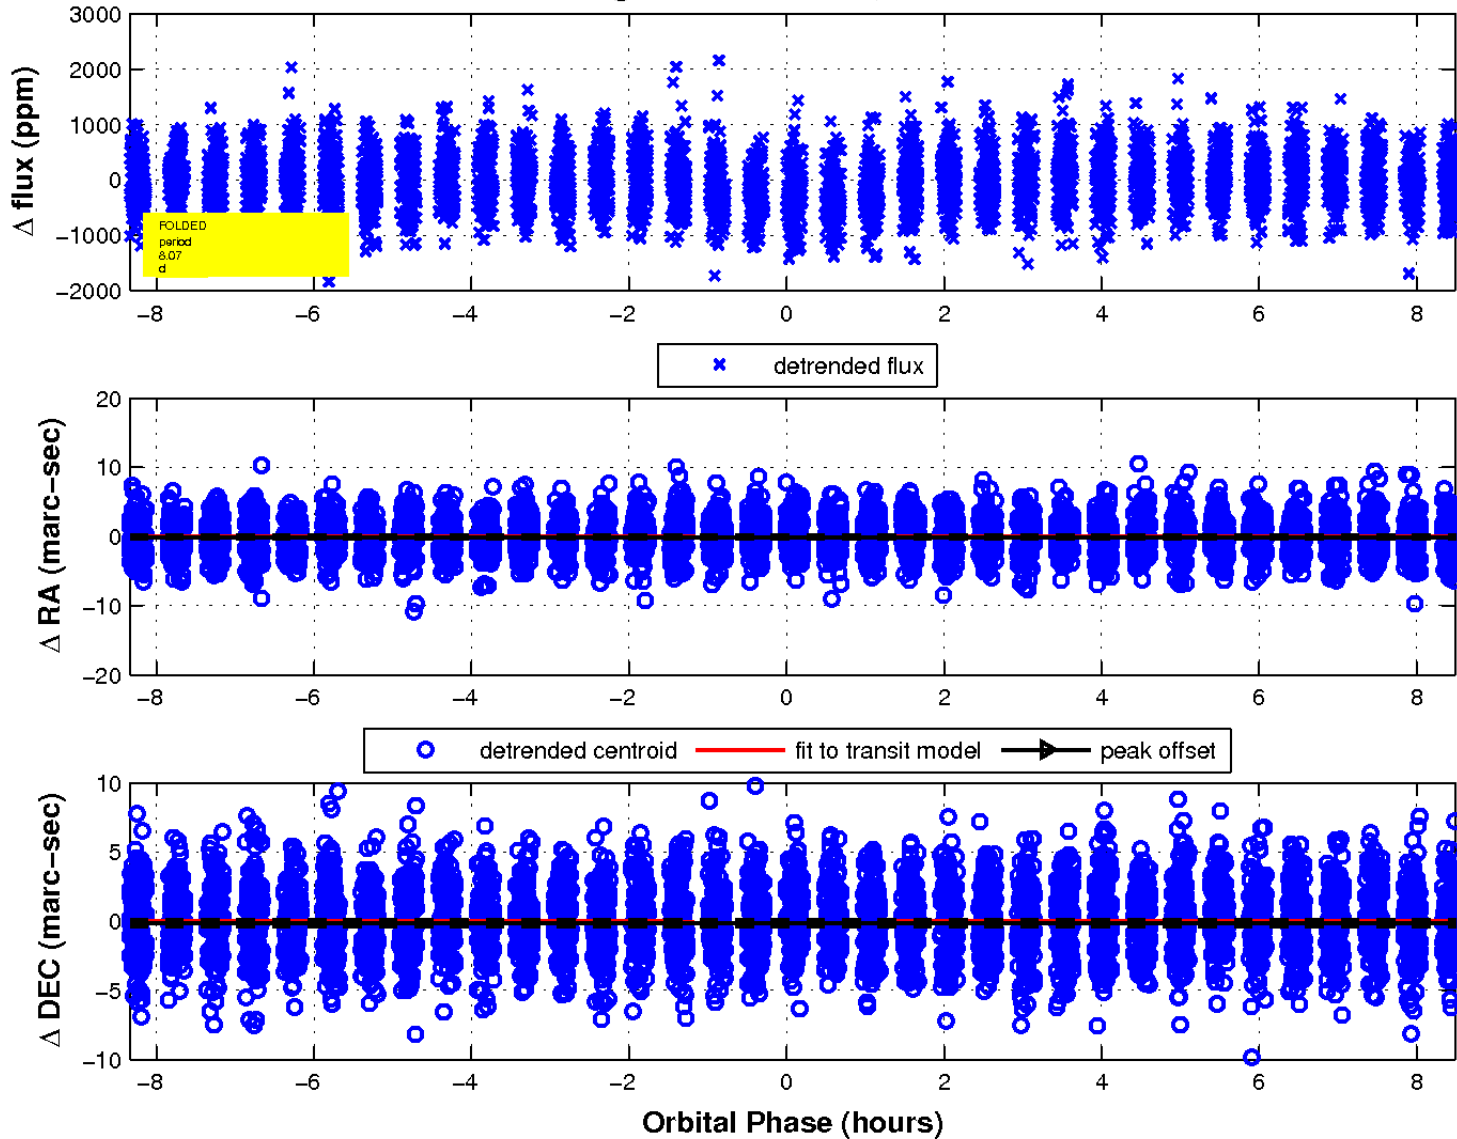 3000
2000
1000
0
−1000
−2000
Δ flux (ppm)
FOLDED
period
8.07
d
−8 −6 −4 −2 0 2 4 6 8
detrended flux
20
10
0
−10
−20
Δ RA (marc−sec)
−8 −6 −4 −2 0 2 4 6 8
detrended centroid fit to transit model peak offset
10
5
0
−5
−10
Δ DEC (marc−sec)
−8 −6 −4 −2 0 2 4 6 8
Orbital Phase (hours)